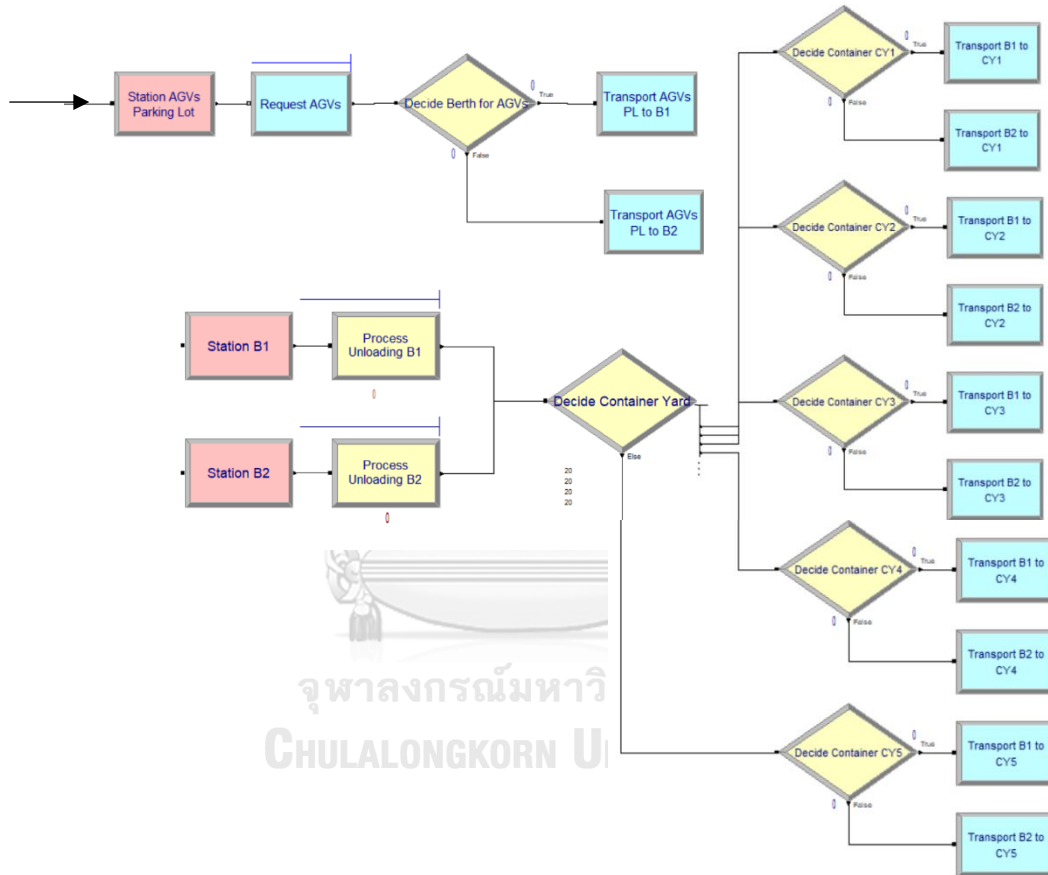 Station AGVs
Parking Lot
Request AGVs
Decide Berth for AGVs
0
True
0
False
Transport AGVs
PL to B1
Transport AGVs
PL to B2
Station B1
Process
Unloading B1
0
Station B2
Process
Unloading B2
0
Decide Container Yard
Else
20
20
20
20
Decide Container CY1
0
True
0
False
Transport B1 to
CY1
Transport B2 to
CY1
Decide Container CY2
0
True
0
False
Transport B1 to
CY2
Transport B2 to
CY2
Decide Container CY3
0
True
0
False
Transport B1 to
CY3
Transport B2 to
CY3
Decide Container CY4
0
True
0
False
Transport B1 to
CY4
Transport B2 to
CY4
Decide Container CY5
0
True
0
False
Transport B1 to
CY5
Transport B2 to
CY5
จุฬาลงกรณ์มหาวิ
CHULALONGKORN U